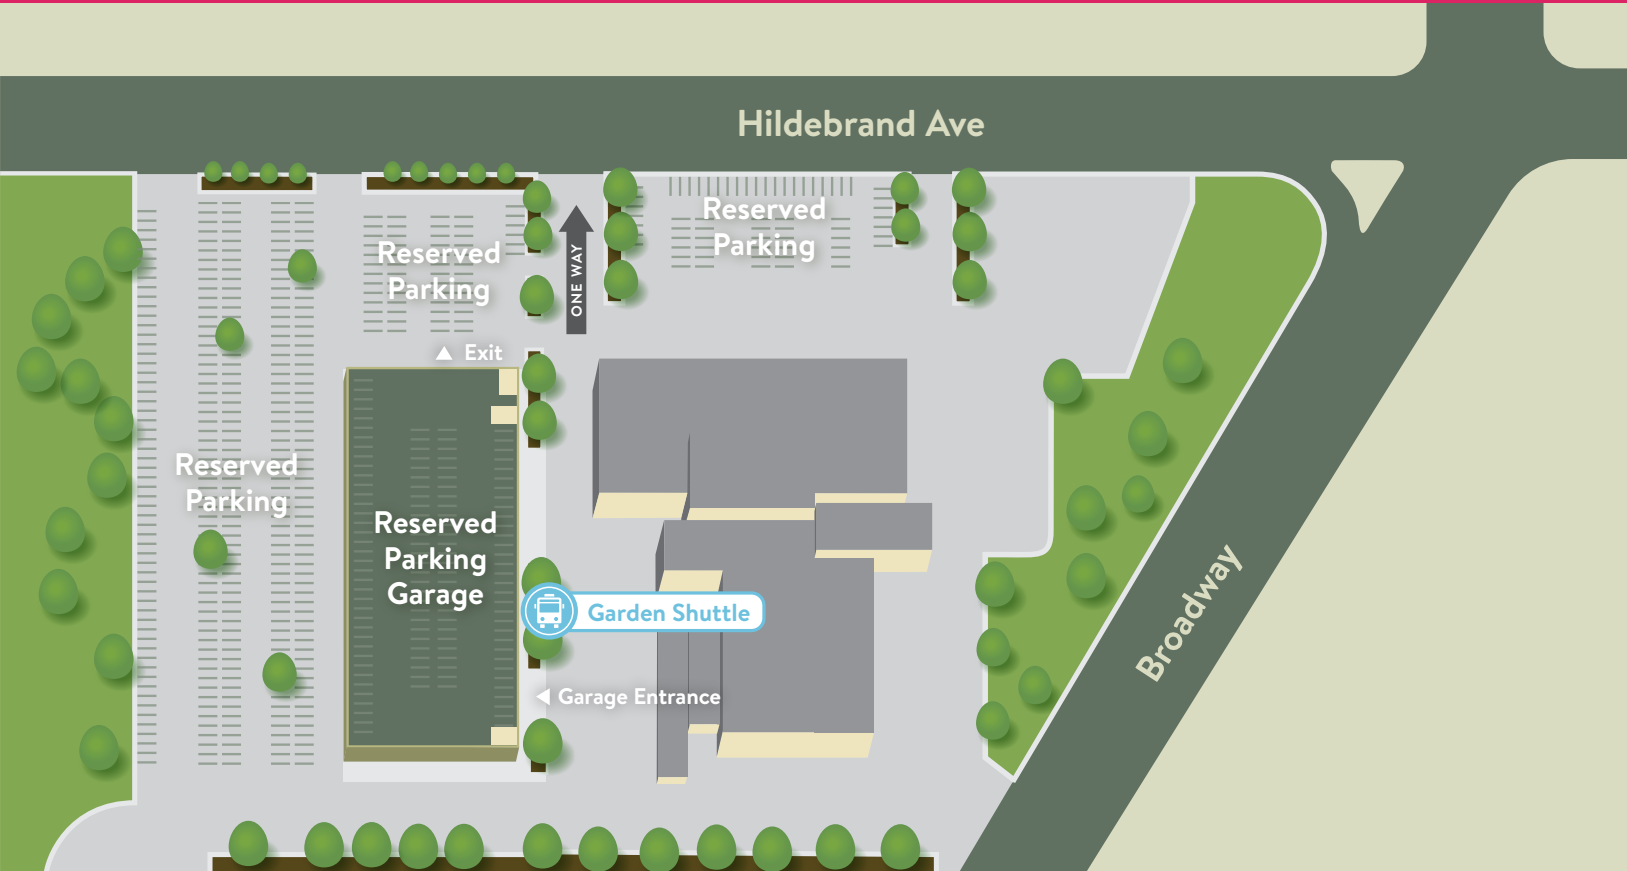 Hildebrand Ave
Reserved
Parking
Reserved
Parking
ONE WAY
Exit
Reserved
Parking
Reserved
Parking
Garage
Garden Shuttle
Garage Entrance
Broadway